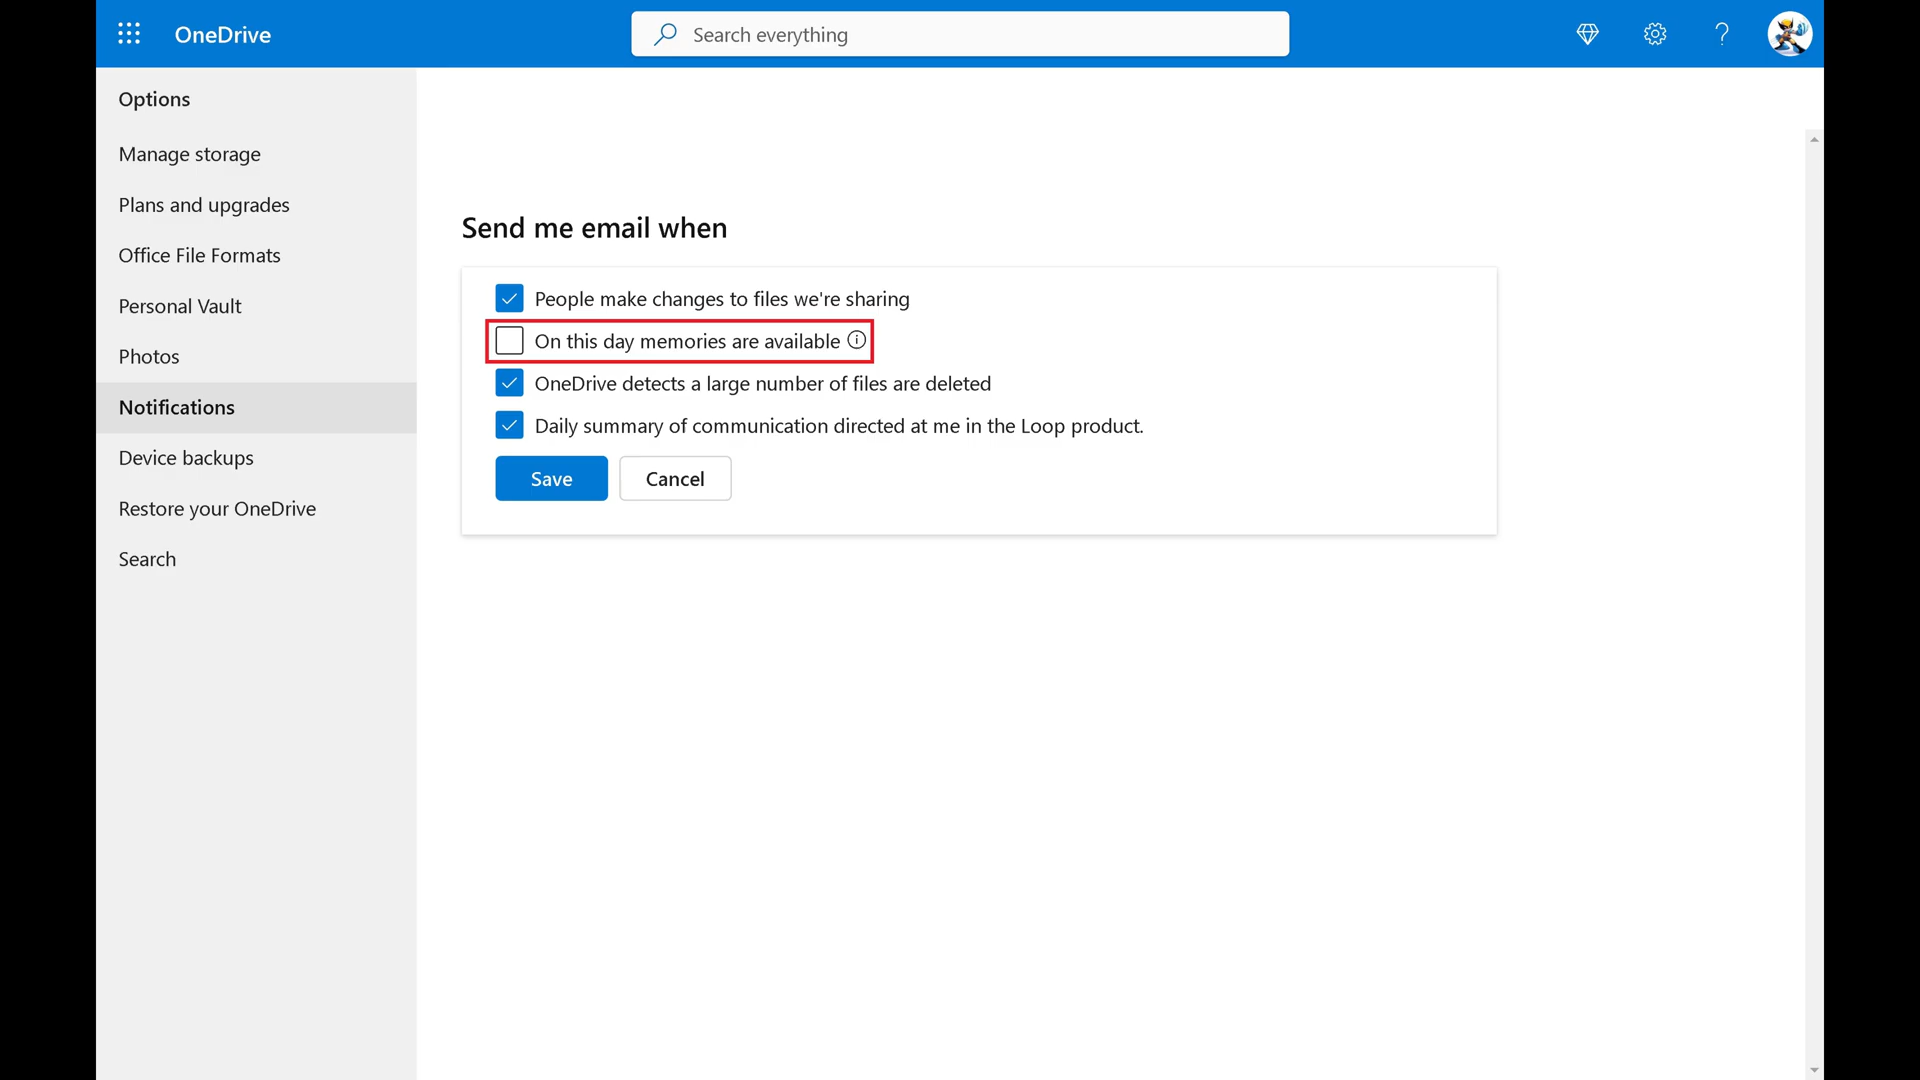 OneDrive
Search everything
Options
Manage storage
Plans and upgrades
Office File Formats
Personal Vault
Photos
Notifications
Device backups
Restore your OneDrive
Search
Send me email when
People make changes to files we're sharing
On this day memories are available
OneDrive detects a large number of files are deleted
Daily summary of communication directed at me in the Loop product.
Save Cancel